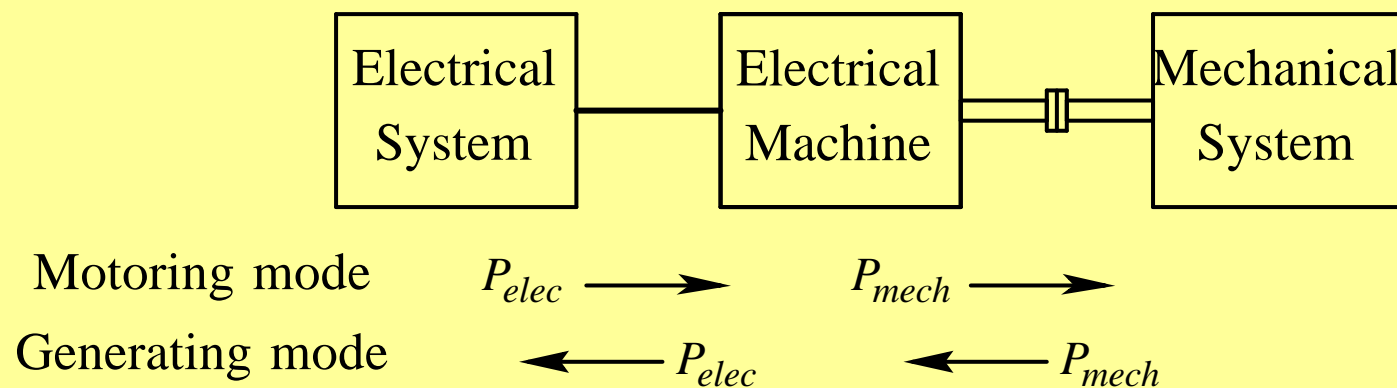 Electrical System
Electrical Machine
Mechanical System
Motoring mode P_elec P_mech
Generating mode P_elec P_mech